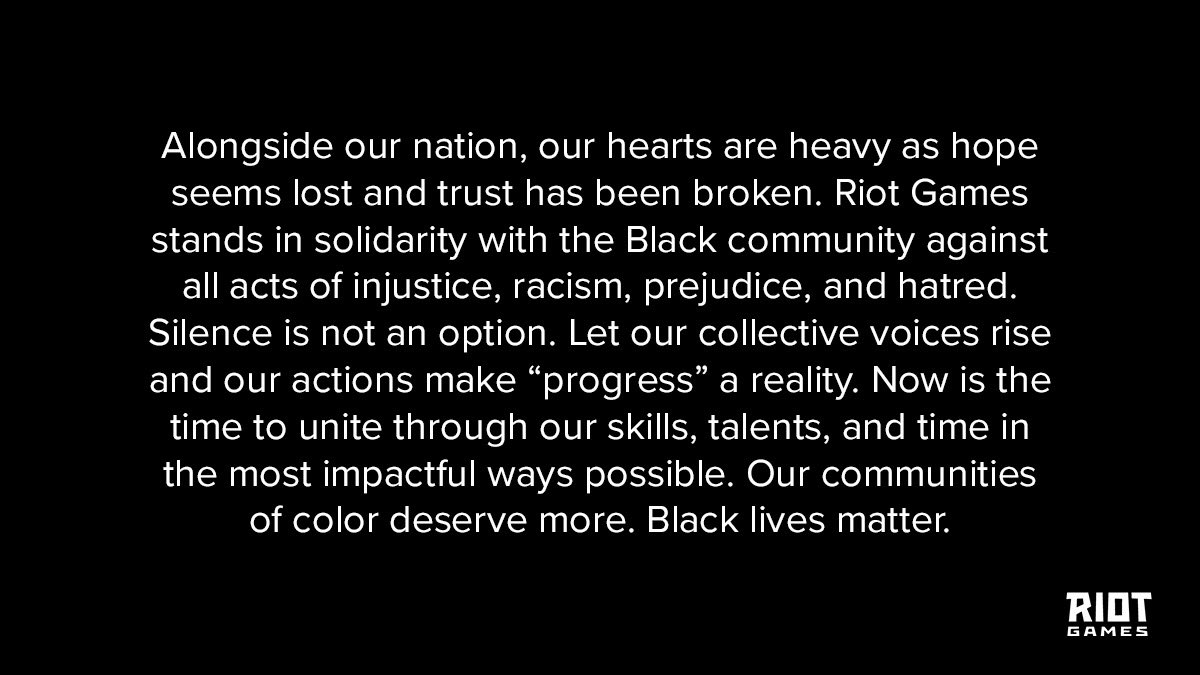 Alongside our nation, our hearts are heavy as hope
seems lost and trust has been broken. Riot Games
stands in solidarity with the Black community against
all acts of injustice, racism, prejudice, and hatred.
Silence is not an option. Let our collective voices rise
and our actions make “progress” a reality. Now is the
time to unite through our skills, talents, and time in
the most impactful ways possible. Our communities
of color deserve more. Black lives matter.
RIOT
GAMES